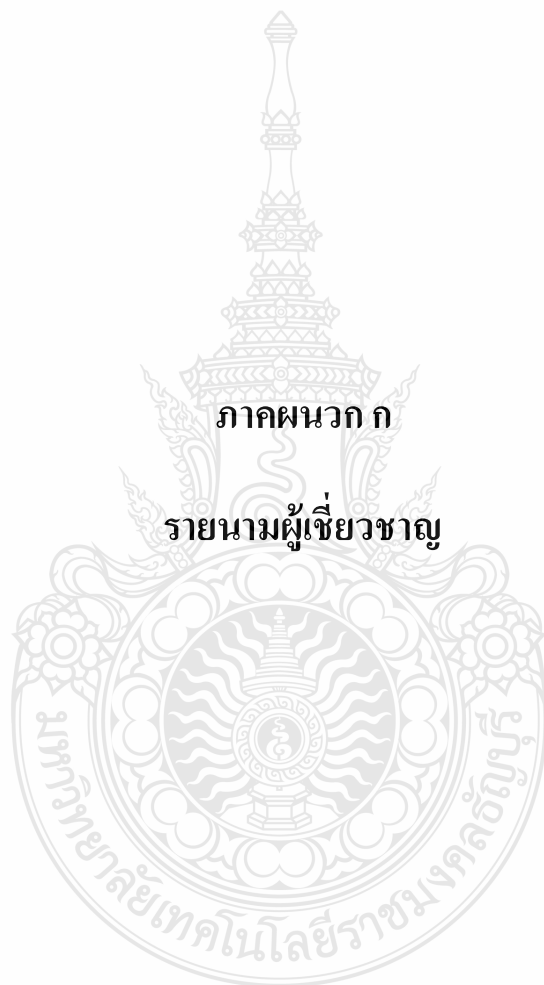 ภาคผนวก ก
รายนามผู้เชี่ยวชาญ
มหาวิทยาลัยเทคโนโลยีราชมงคลธัญบุรี